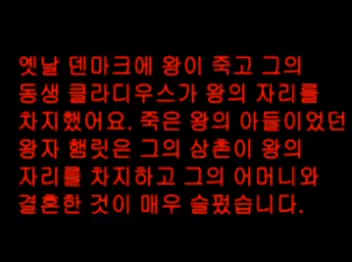 옛날 덴마크에 왕이 죽고 그의
동생 클라디우스가 왕의 자리를
차지했어요. 죽은 왕의 아들이었던
왕자 햄릿은 그의 삼촌이 왕의
자리를 차지하고 그의 어머니와
결혼한 것이 매우 슬펐습니다.